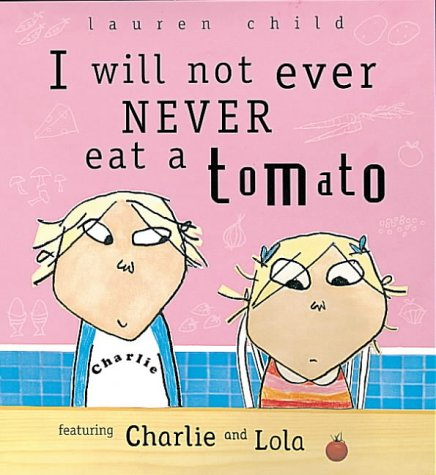 lauren child
I will not ever
NEVER
eat a tomato
Charlie
featuring Charlie and Lola